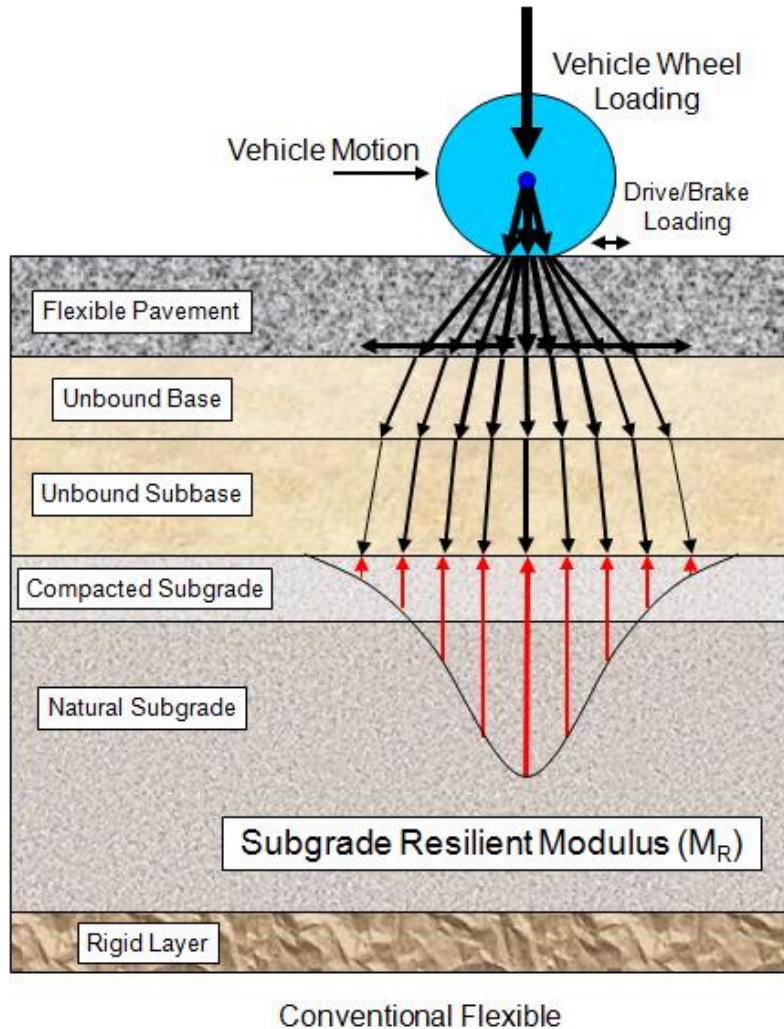 Vehicle Wheel
Loading
Vehicle Motion
Drive/Brake
Loading
Flexible Pavement
Unbound Base
Unbound Subbase
Compacted Subgrade
Natural Subgrade
Subgrade Resilient Modulus (M_R)
Rigid Layer
Conventional Flexible